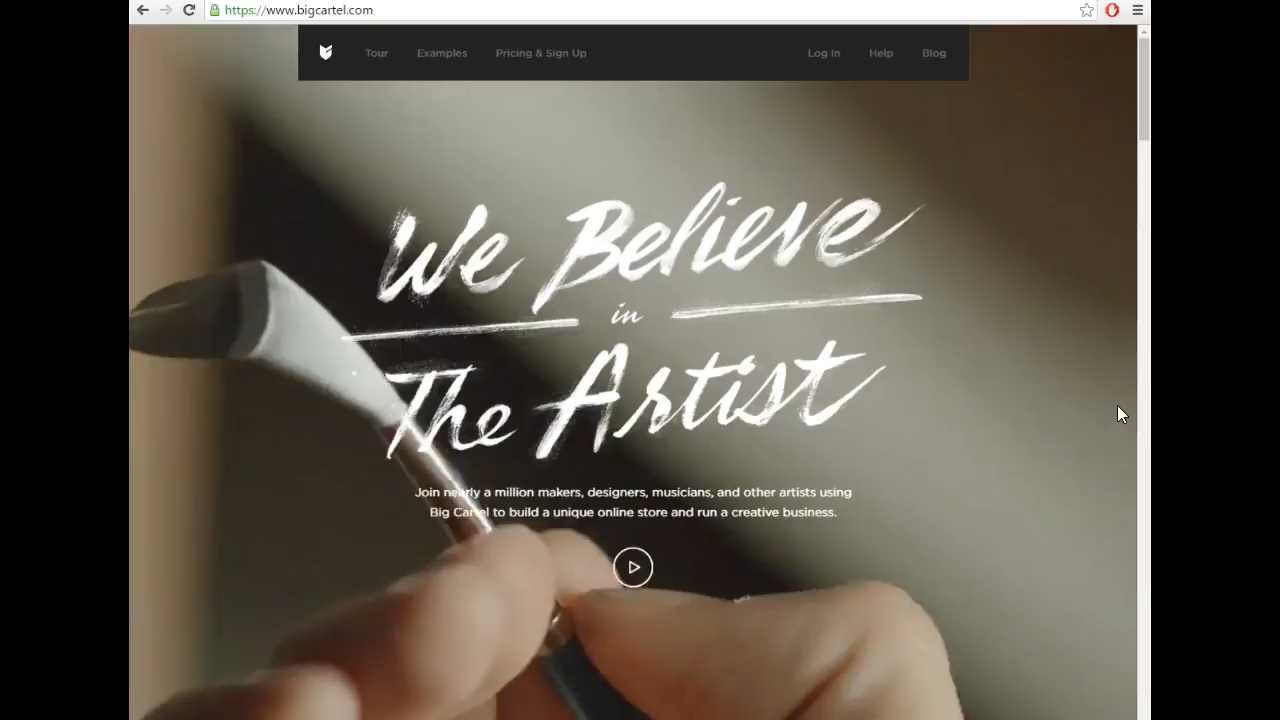 https://www.bigcartel.com
Tour Examples Pricing & Sign Up Log In Help Blog
We Believe
in
The Artist
Join nearly a million makers, designers, musicians, and other artists using
Big Cartel to build a unique online store and run a creative business.